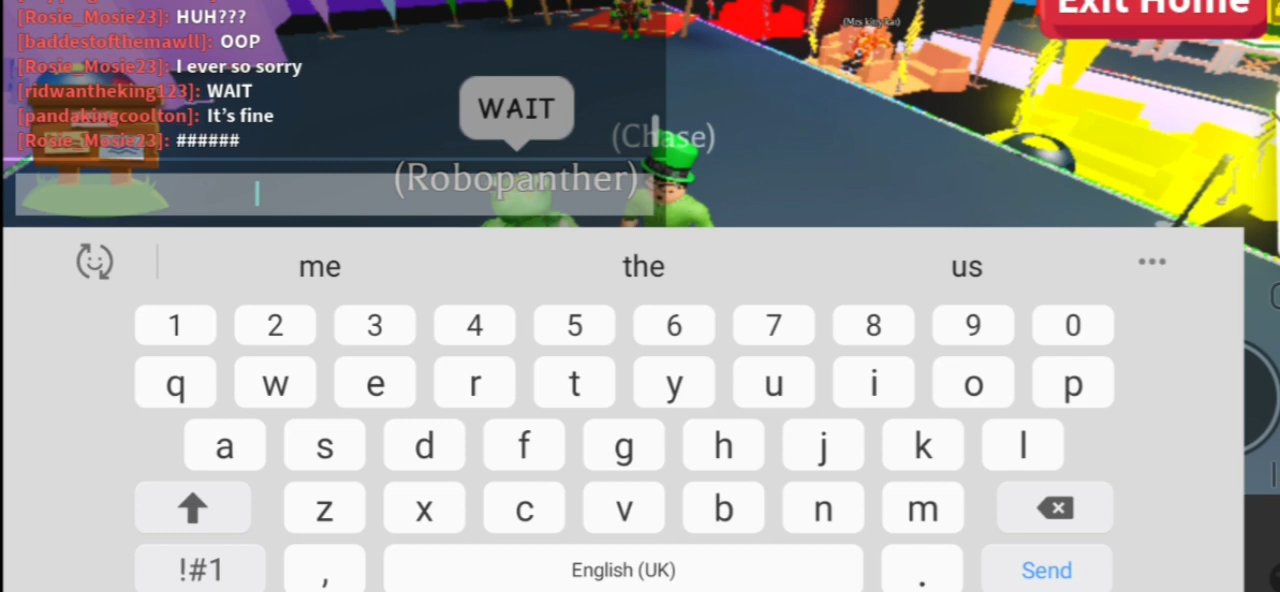 [Rosie_Mosie23]: HUH???
[baddestofthemawll]: OOP
[Rosie_Mosie23]: I ever so sorry
[ridwantheking123]: WAIT
[pandakingcoolton]: It's fine
[Rosie_Mosie23]: ######
Exit Home
WAIT
(Chase)
(Robopanther)
me the us
1 2 3 4 5 6 7 8 9 0
q w e r t y u i o p
a s d f g h j k l
z x c v b n m
!#1 , English (UK) . Send